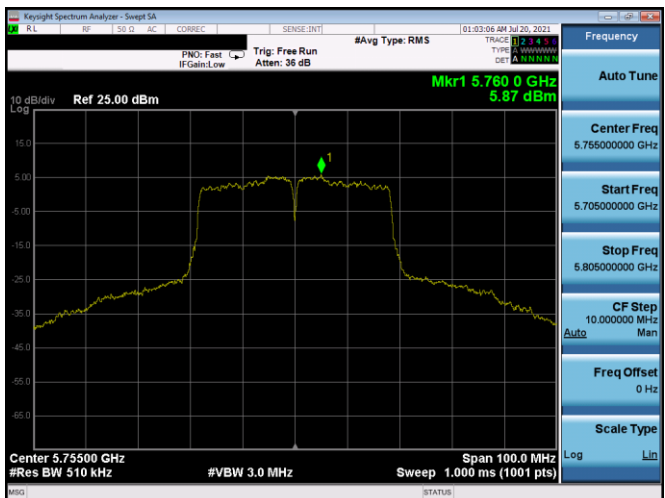 Keysight Spectrum Analyzer - Swept SA
RL RF 50 Ω AC CORREC SENSE:INT 01:03:06 AM Jul 20, 2021
#Avg Type: RMS TRACE 1 2 3 4 5 6
PNO: Fast Trig: Free Run TYPE A WWWWW
IFGain:Low Atten: 36 dB DET A N N N N N
Mkr1 5.760 0 GHz
10 dB/div Ref 25.00 dBm 5.87 dBm
Log
15.0
1
5.00
-5.00
-15.0
-25.0
-35.0
-45.0
-55.0
-65.0
Center 5.75500 GHz Span 100.0 MHz
#Res BW 510 kHz #VBW 3.0 MHz Sweep 1.000 ms (1001 pts)
MSG STATUS
Frequency
Auto Tune
Center Freq
5.755000000 GHz
Start Freq
5.705000000 GHz
Stop Freq
5.805000000 GHz
CF Step
10.000000 MHz
Auto Man
Freq Offset
0 Hz
Scale Type
Log Lin